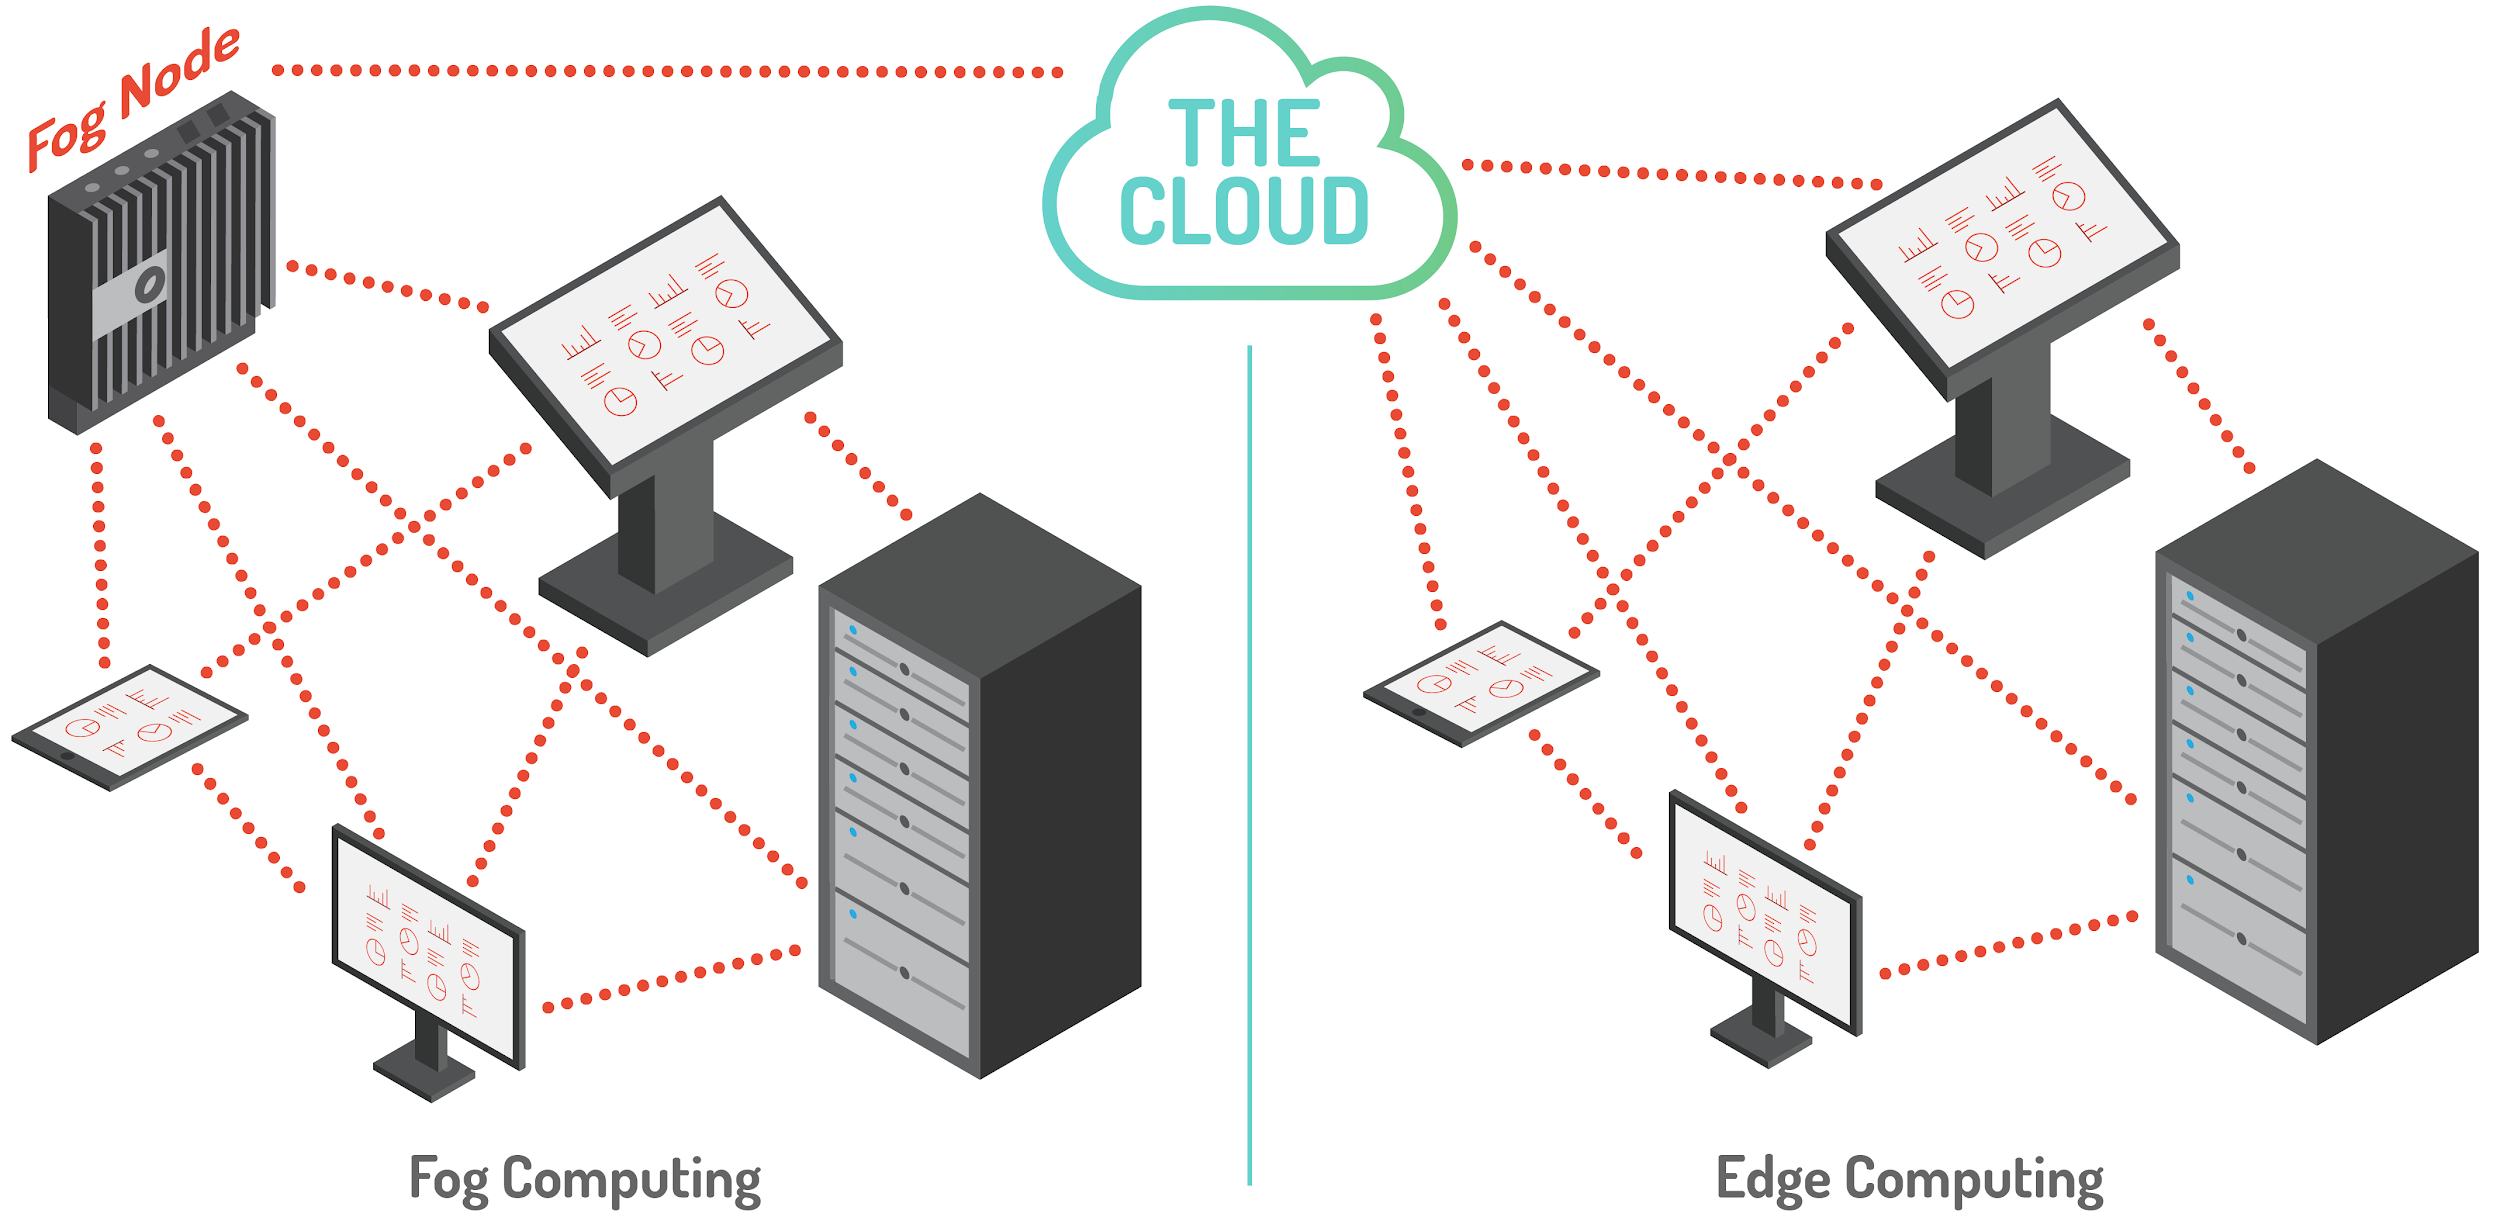 Fog Node
THE
CLOUD
Fog Computing
Edge Computing